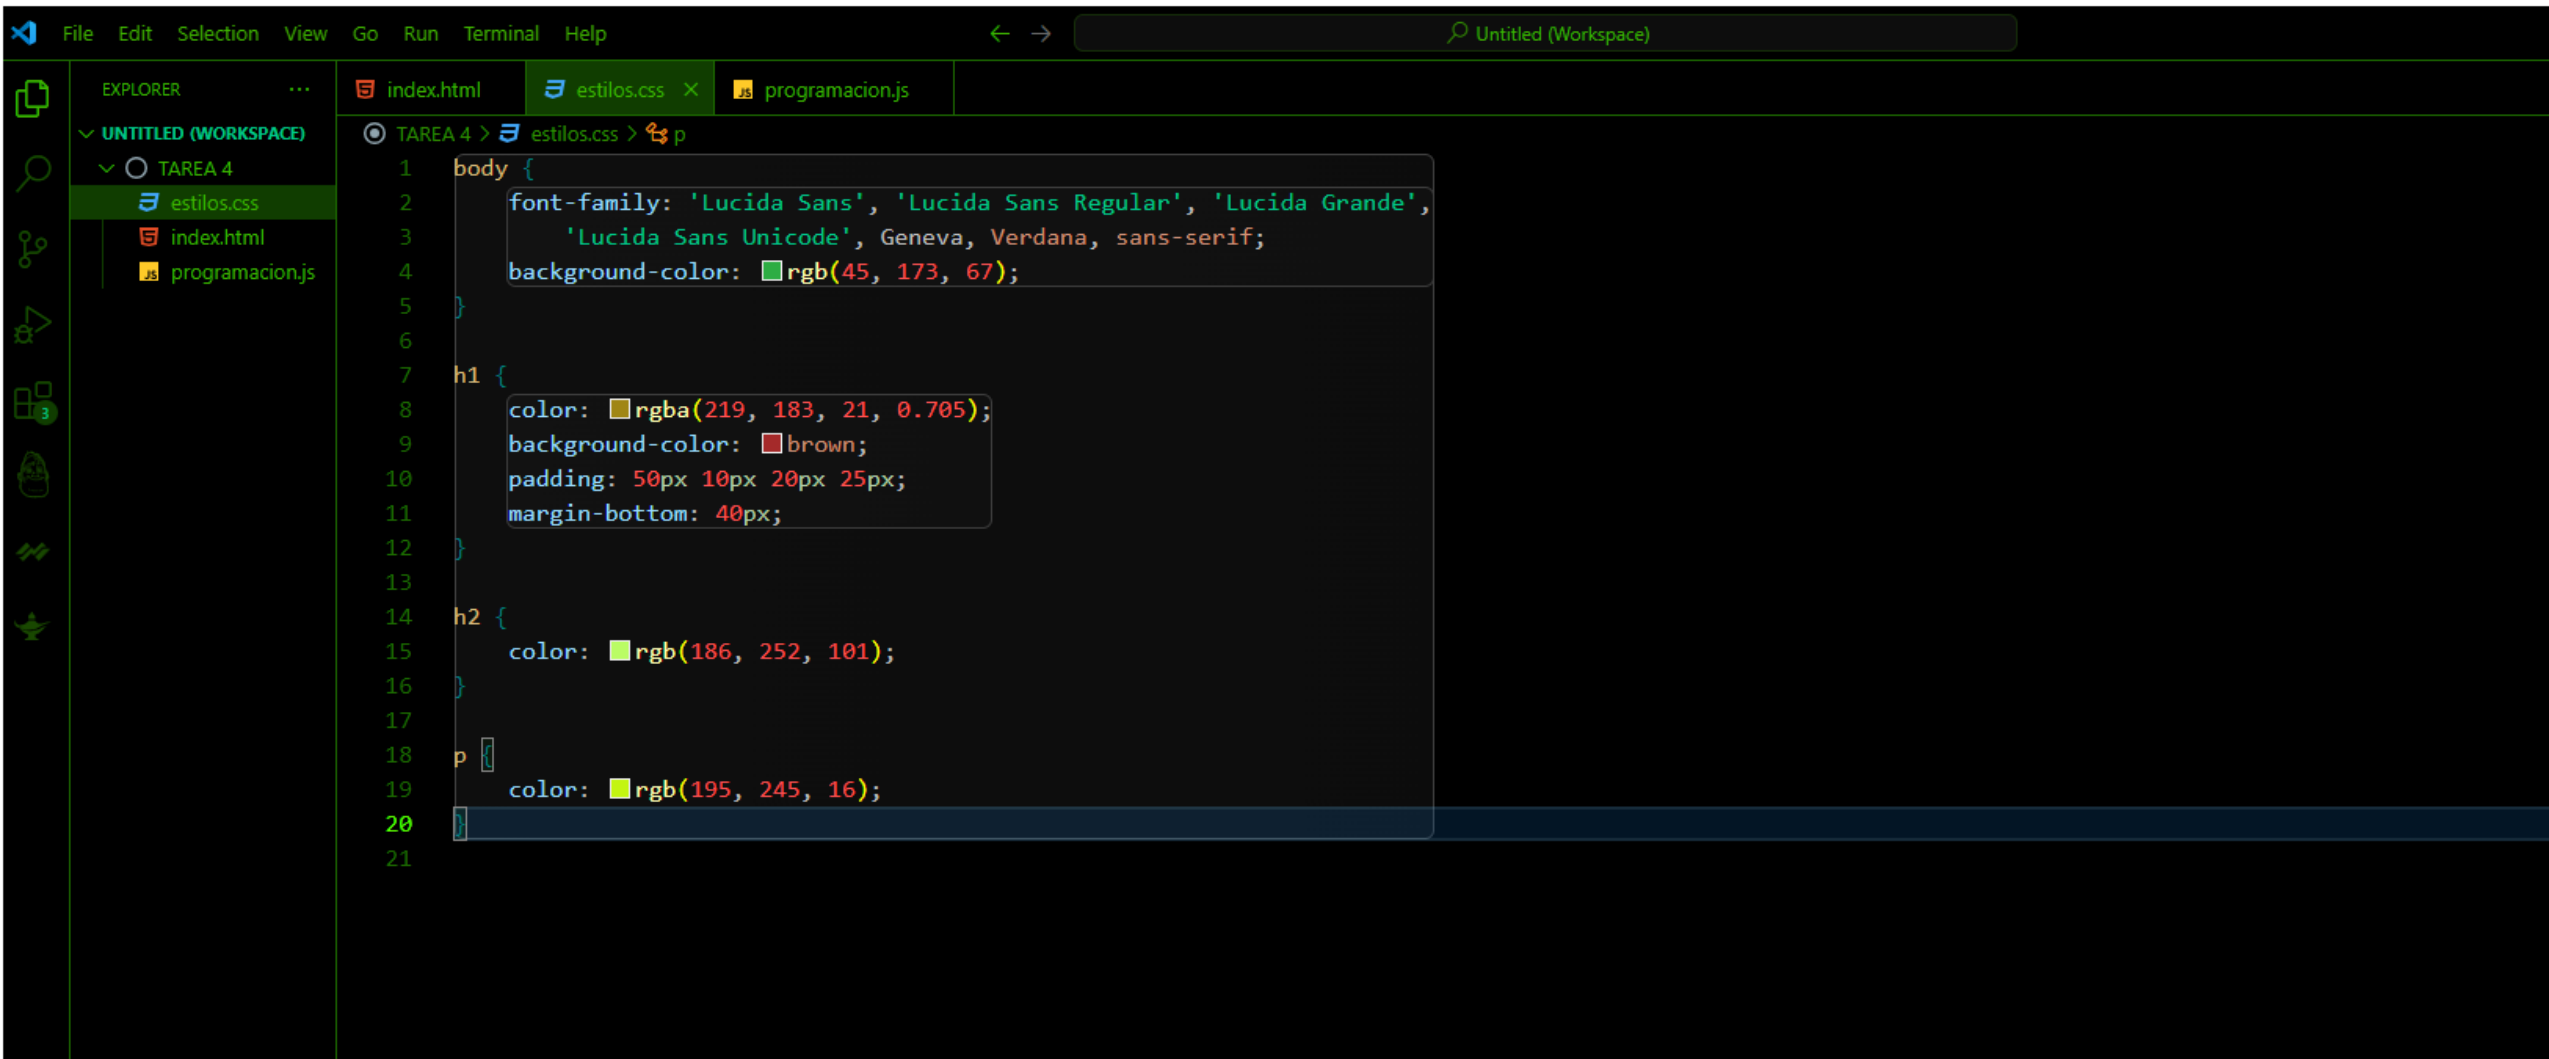 File Edit Selection View Go Run Terminal Help
Untitled (Workspace)
EXPLORER ...
UNTITLED (WORKSPACE)
TAREA 4
estilos.css
index.html
programacion.js
3
index.html estilos.css programacion.js
TAREA 4 > estilos.css > p
1 body {
2 font-family: 'Lucida Sans', 'Lucida Sans Regular', 'Lucida Grande',
3 'Lucida Sans Unicode', Geneva, Verdana, sans-serif;
4 background-color: rgb(45, 173, 67);
5 }
6
7 h1 {
8 color: rgba(219, 183, 21, 0.705);
9 background-color: brown;
10 padding: 50px 10px 20px 25px;
11 margin-bottom: 40px;
12 }
13
14 h2 {
15 color: rgb(186, 252, 101);
16 }
17
18 p {
19 color: rgb(195, 245, 16);
20 }
21